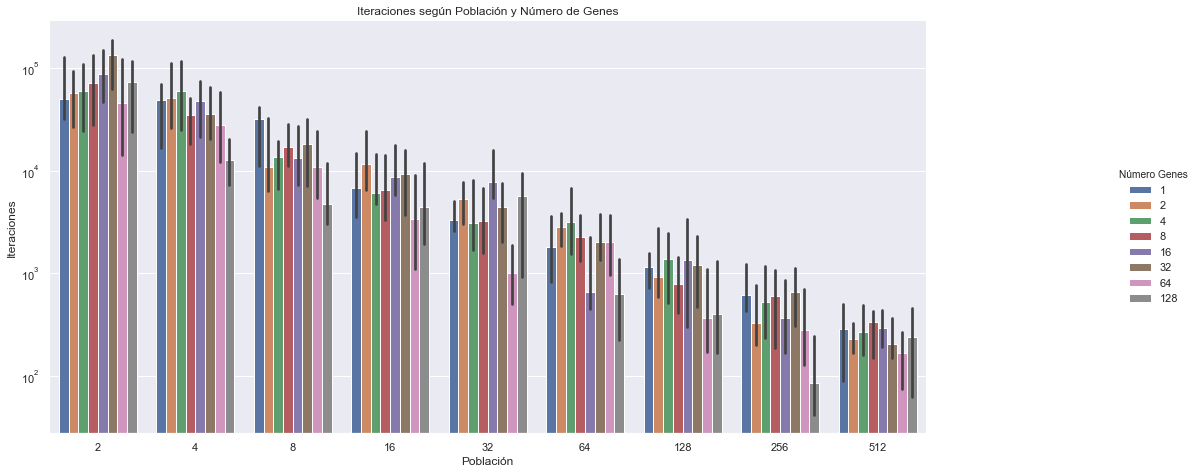 Iteraciones según Población y Número de Genes
Iteraciones
10^5
10^4
10^3
10^2
2 4 8 16 32 64 128 256 512
Población
Número Genes
1
2
4
8
16
32
64
128